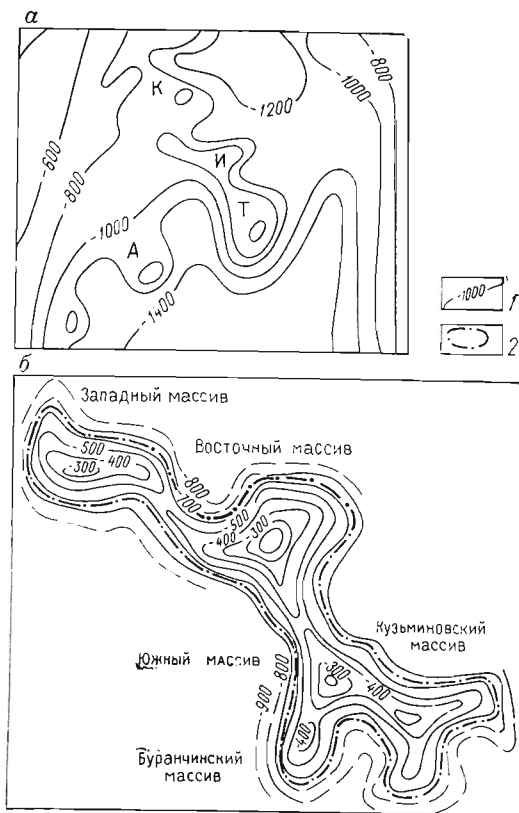 а
-800
-1000
К
-1200
-600
-800
И
-1000
Т
А
-1400
-1000
1
2
б
Западный массив
-500
-300
-400
Восточный массив
-800
-700
-500
-400
-300
Кузьминовский
массив
Южный массив
-300
-400
-800
-900
-400
Буранчинский
массив